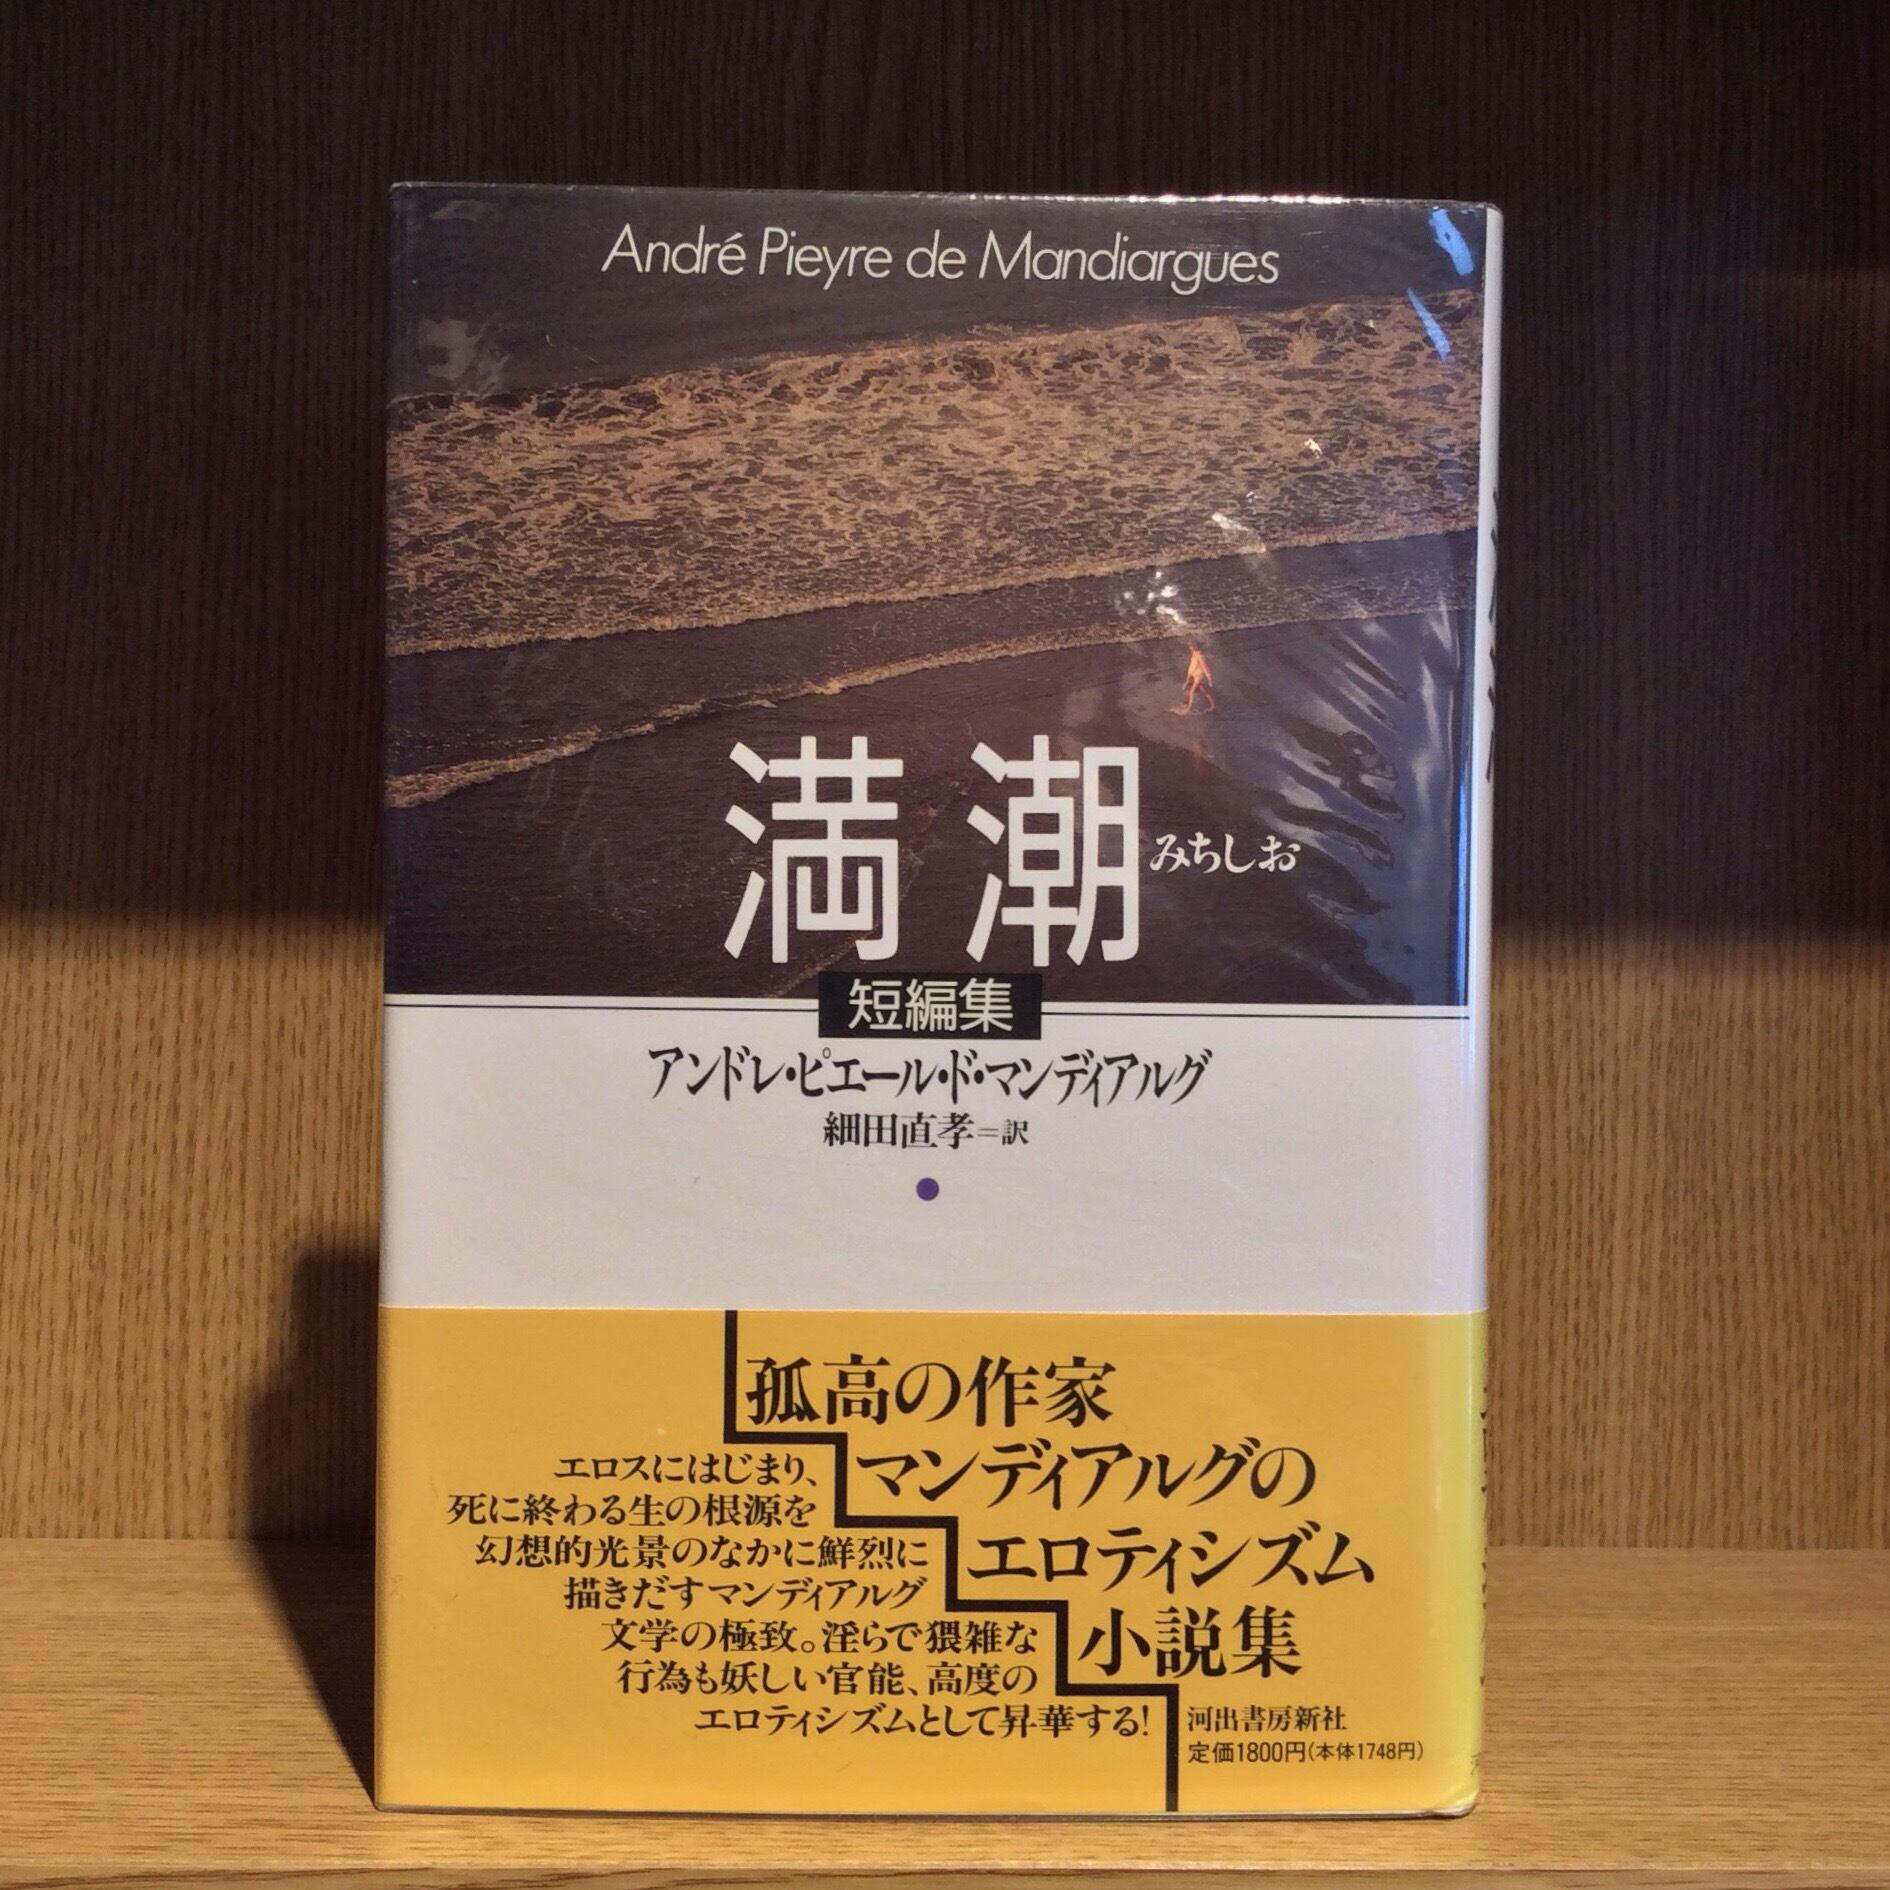 André Pieyre de Mandiargues
満潮
みちしお
短編集
アンドレ・ピエール・ド・マンディアルグ
細田直孝=訳
孤高の作家
マンディアルグの
エロティシズム
小説集
エロスにはじまり、
死に終わる生の根源を
幻想的光景のなかに鮮烈に
描きだすマンディアルグ
文学の極致。淫らで猥雑な
行為も妖しい官能、高度の
エロティシズムとして昇華する!
河出書房新社
定価1800円(本体1748円)